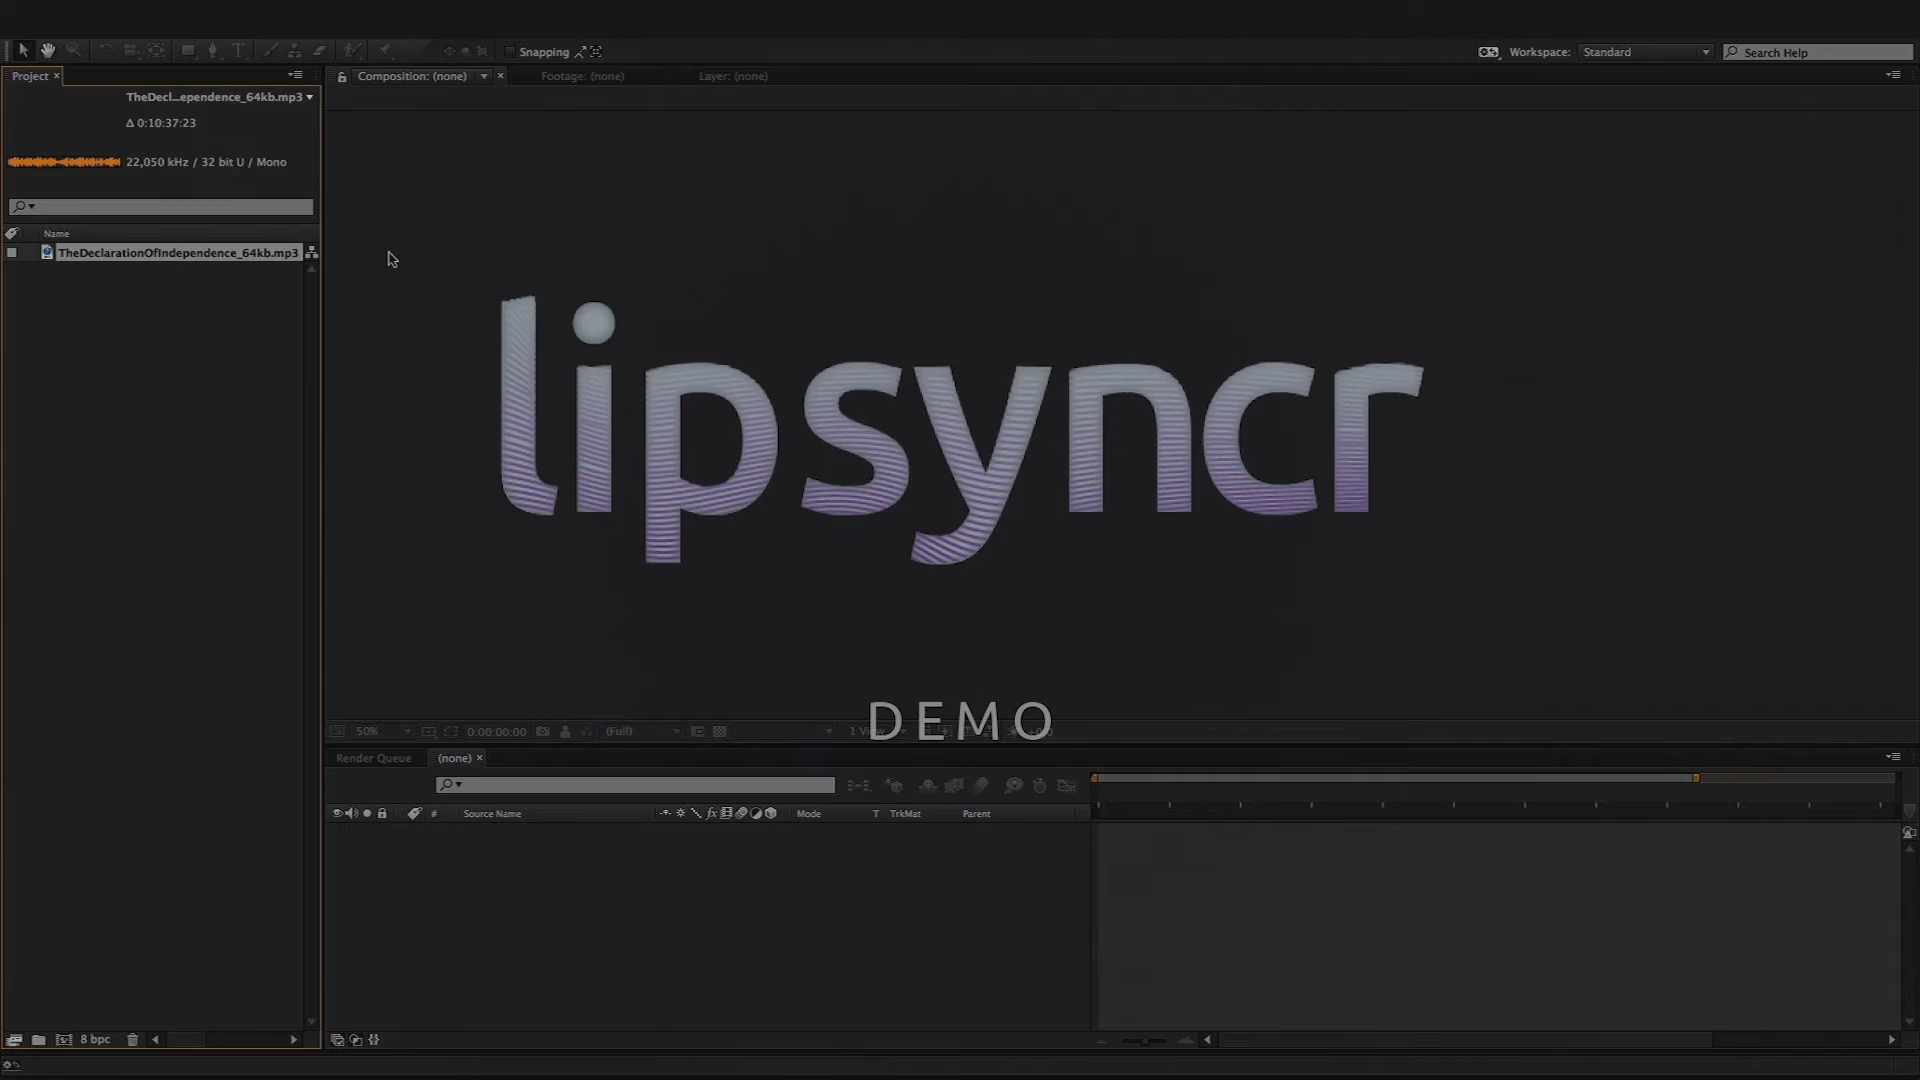 Snapping
Workspace: Standard
Search Help
Project
Composition: (none)
Footage: (none)
Layer: (none)
TheDecl...ependence_64kb.mp3
Δ 0:10:37:23
22,050 kHz / 32 bit U / Mono
Name
TheDeclarationOfIndependence_64kb.mp3
lipsyncr
DEMO
50%
0:00:00:00
(Full)
Render Queue
(none)
# Source Name
fx
Mode
T TrkMat
Parent
8 bpc